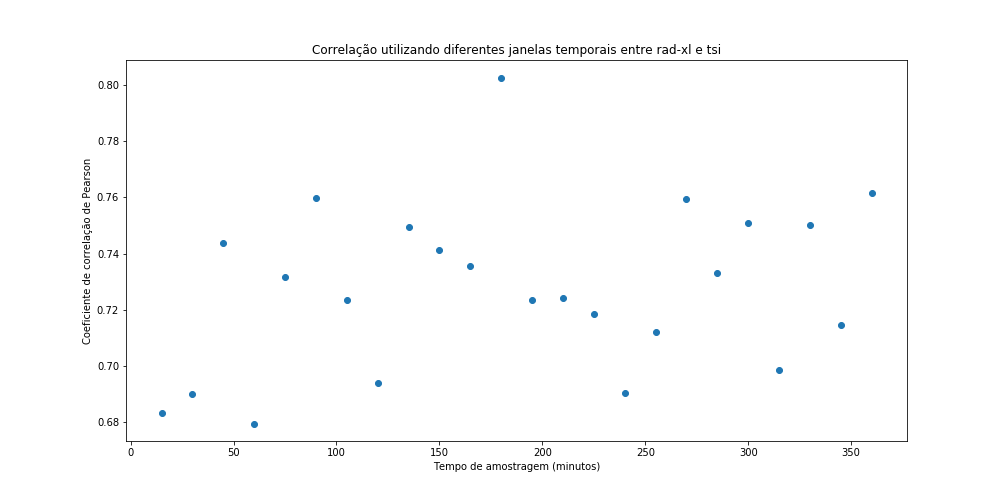 Correlação utilizando diferentes janelas temporais entre rad-xl e tsi
Coeficiente de correlação de Pearson
0.80
0.78
0.76
0.74
0.72
0.70
0.68
0 50 100 150 200 250 300 350
Tempo de amostragem (minutos)